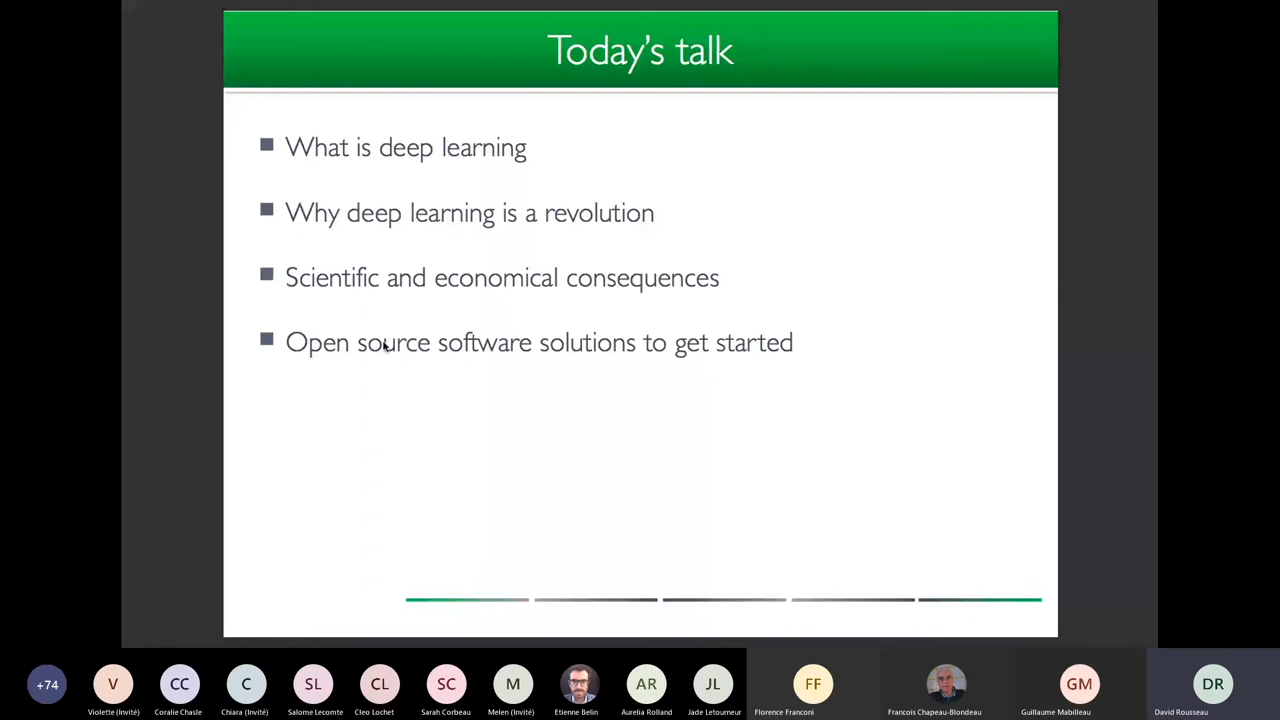 Today's talk
What is deep learning
Why deep learning is a revolution
Scientific and economical consequences
Open source software solutions to get started
+74
V
CC
C
SL
CL
SC
M
AR
JL
FF
GM
DR
Violette (Invité)
Coralie Chasle
Chiara (Invité)
Salome Lecomte
Cleo Lochet
Sarah Corbeau
Melen (Invité)
Etienne Belin
Aurelia Rolland
Jade Letourneur
Florence Franconi
Francois Chapeau-Blondeau
Guillaume Mabilleau
David Rousseau